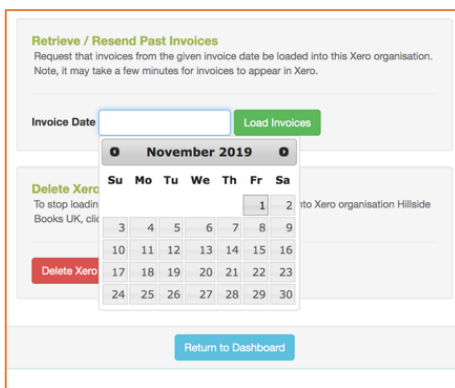 Retrieve / Resend Past Invoices
Request that invoices from the given invoice date be loaded into this Xero organisation.
Note, it may take a few minutes for invoices to appear in Xero.
Invoice Date
Load Invoices
November 2019
Su Mo Tu We Th Fr Sa
1 2
3 4 5 6 7 8 9
10 11 12 13 14 15 16
17 18 19 20 21 22 23
24 25 26 27 28 29 30
Delete Xero
To stop loadin nto Xero organisation Hillside
Books UK, clic
Delete Xero
Return to Dashboard